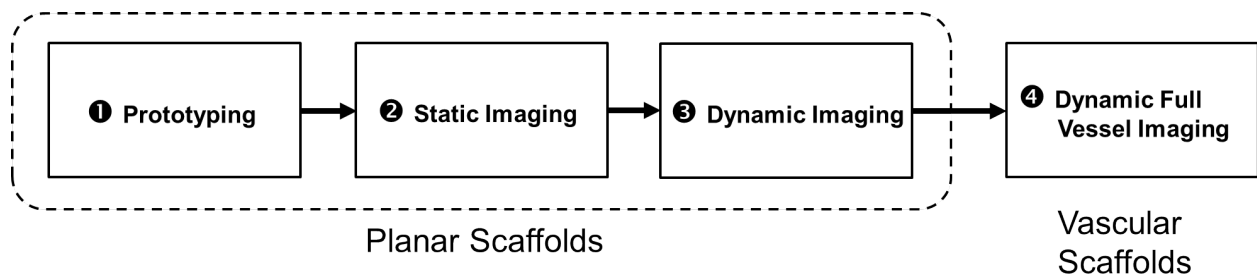 ❶ Prototyping
❷ Static Imaging
❸ Dynamic Imaging
❹ Dynamic Full
Vessel Imaging
Planar Scaffolds
Vascular
Scaffolds